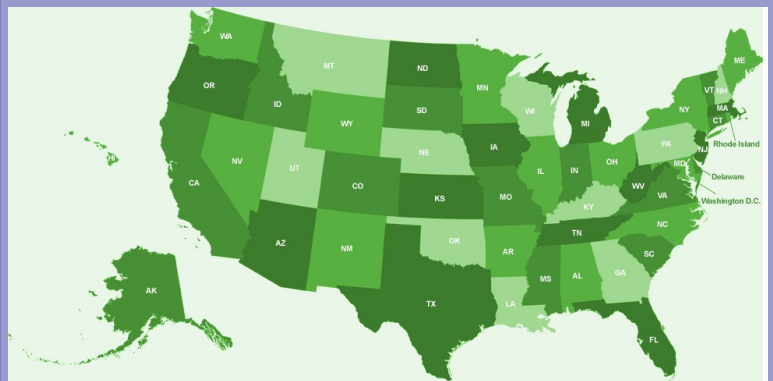 WA
MT
ND
MN
ME
OR
ID
SD
WI
MI
VT
NH
NY
MA
CT
WY
NE
IA
PA
NJ
Rhode Island
HI
NV
UT
CO
IL
IN
OH
MD
Delaware
CA
KS
MO
KY
WV
VA
Washington D.C.
AZ
NM
OK
AR
TN
NC
SC
AK
TX
LA
MS
AL
GA
FL